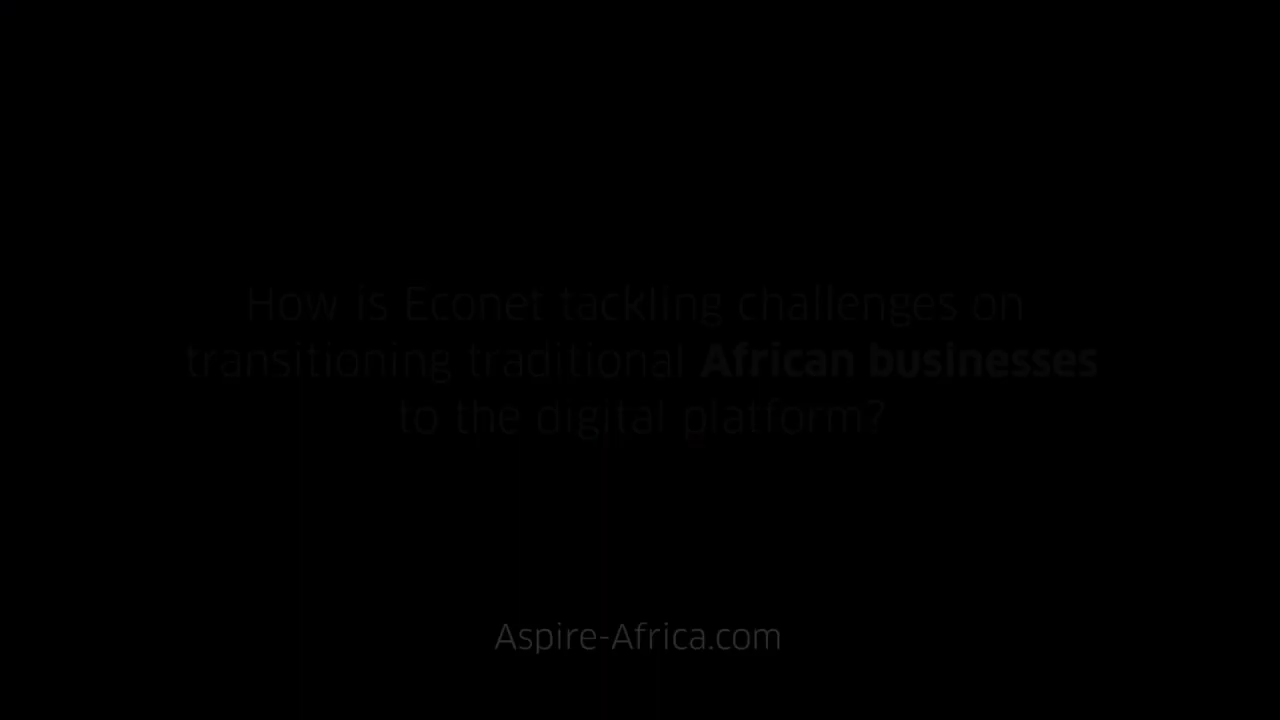 How is Econet tackling challenges on
transitioning traditional African businesses
to the digital platform?
Aspire-Africa.com